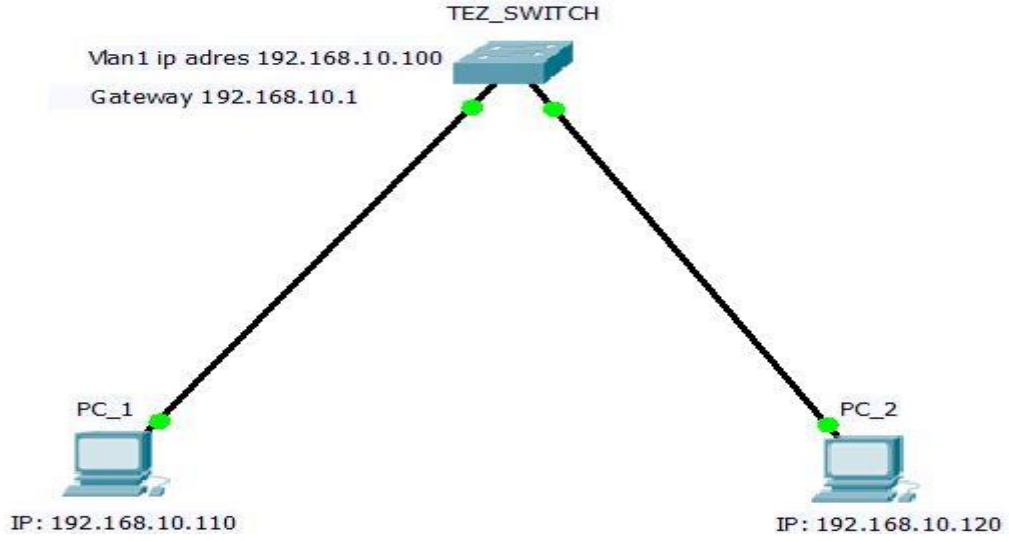 TEZ_SWITCH
Vlan1 ip adres 192.168.10.100
Gateway 192.168.10.1
PC_1
PC_2
IP: 192.168.10.110
IP: 192.168.10.120